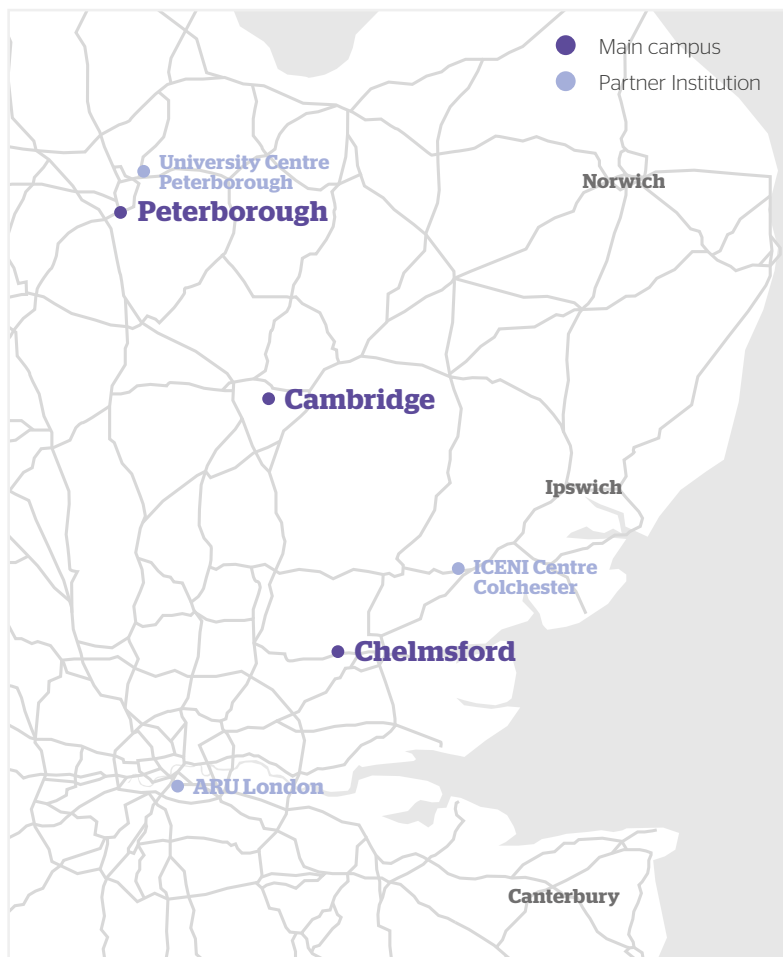 Main campus
Partner Institution
University Centre
Peterborough
Norwich
Peterborough
Cambridge
Ipswich
ICENI Centre
Colchester
Chelmsford
ARU London
Canterbury